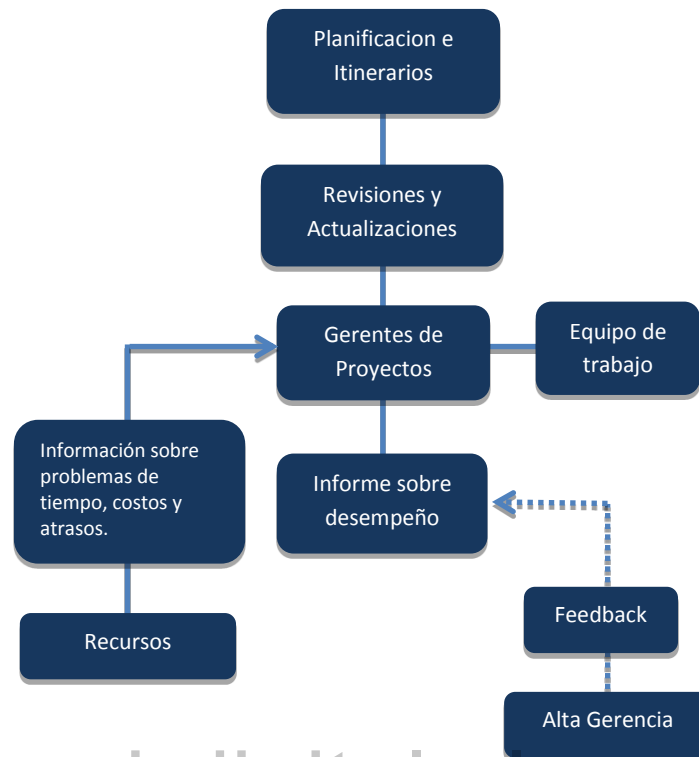 Planificacion e
Itinerarios
Revisiones y
Actualizaciones
Gerentes de
Proyectos
Equipo de
trabajo
Información sobre
problemas de
tiempo, costos y
atrasos.
Informe sobre
desempeño
Recursos
Feedback
Alta Gerencia